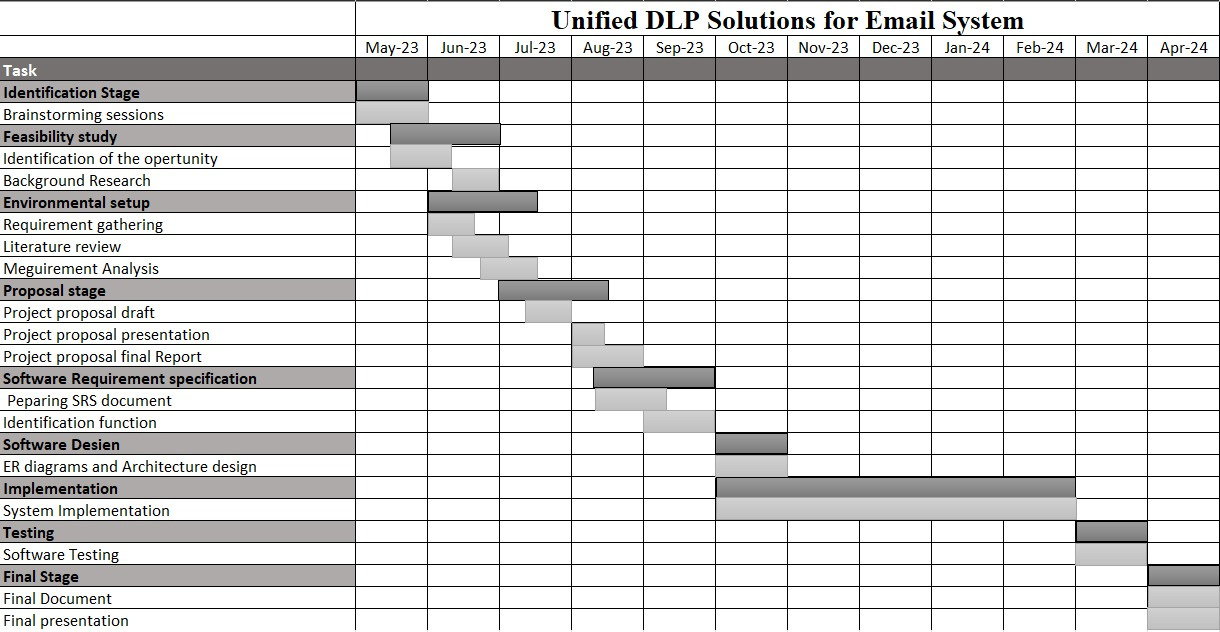 Unified DLP Solutions for Email System
May-23 Jun-23 Jul-23 Aug-23 Sep-23 Oct-23 Nov-23 Dec-23 Jan-24 Feb-24 Mar-24 Apr-24
Task
Identification Stage
Brainstorming sessions
Feasibility study
Identification of the opertunity
Background Research
Environmental setup
Requirement gathering
Literature review
Meguirement Analysis
Proposal stage
Project proposal draft
Project proposal presentation
Project proposal final Report
Software Requirement specification
Peparing SRS document
Identification function
Software Desien
ER diagrams and Architecture design
Implementation
System Implementation
Testing
Software Testing
Final Stage
Final Document
Final presentation